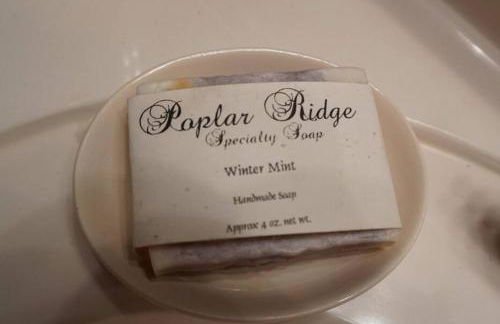 Poplar Ridge
Specialty Soap
Winter Mint
Handmade Soap
Approx 4 oz. net wt.